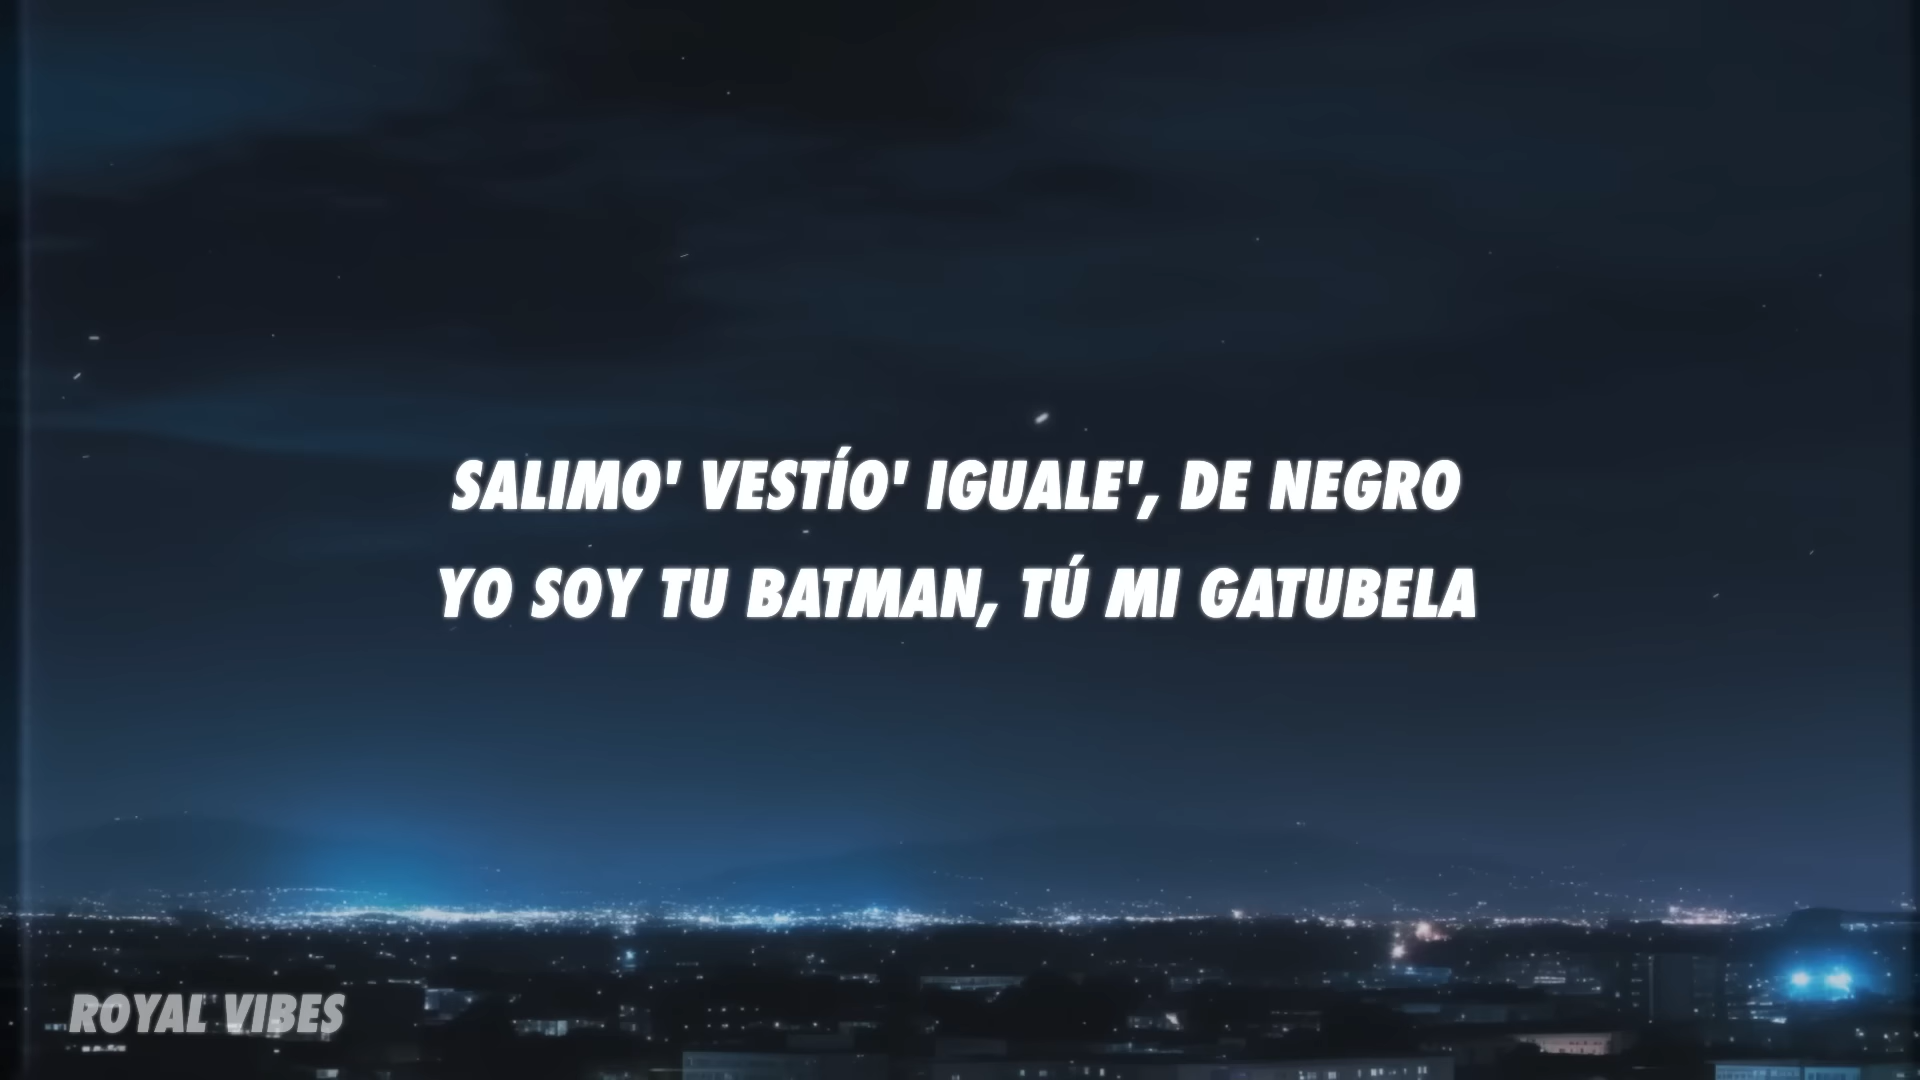 SALIMO' VESTÍO' IGUALE', DE NEGRO
YO SOY TU BATMAN, TÚ MI GATUBELA
ROYAL VIBES